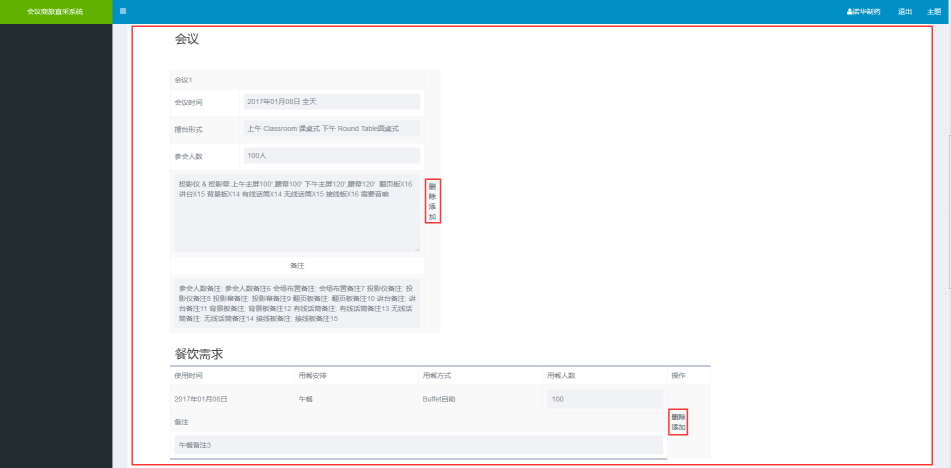 会议商旅直采系统
诺华制药 退出 主题
会议
会议1
会议时间 2017年01月08日 全天
摆台形式 上午 Classroom 课桌式 下午 Round Table圆桌式
参会人数 100人
投影仪 & 投影幕 上午主屏100',腰幕100' 下午主屏120',腰幕120' 翻页板X16
讲台X15 背景板X14 有线话筒X14 无线话筒X15 接线板X16 需要音响
删
除
添
加
备注
参会人数备注: 参会人数备注6 会场布置备注: 会场布置备注7 投影仪备注: 投
影仪备注8 投影幕备注: 投影幕备注9 翻页板备注: 翻页板备注10 讲台备注: 讲
台备注11 背景板备注: 背景板备注12 有线话筒备注: 有线话筒备注13 无线话
筒备注: 无线话筒备注14 接线板备注: 接线板备注15
餐饮需求
使用时间 用餐安排 用餐方式 用餐人数 操作
2017年01月08日 午餐 Buffet自助 100
备注
删除
添加
午餐备注3